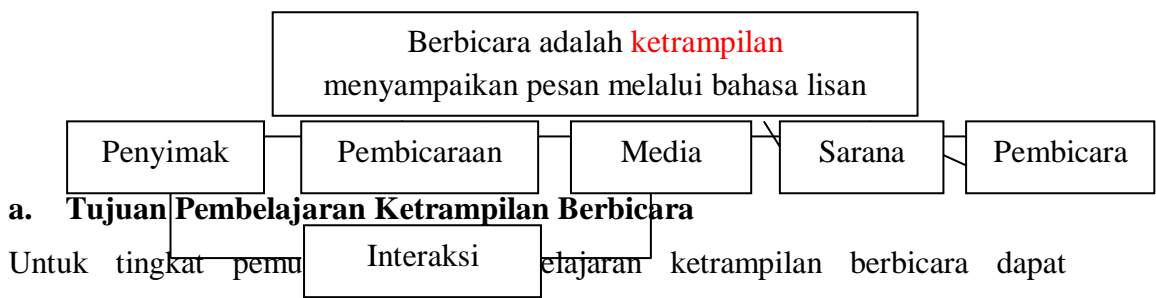 Berbicara adalah ketrampilan
menyampaikan pesan melalui bahasa lisan
Penyimak Pembicaraan Media Sarana Pembicara
a. Tujuan Pembelajaran Ketrampilan Berbicara
Interaksi
Untuk tingkat pemu elajaran ketrampilan berbicara dapat